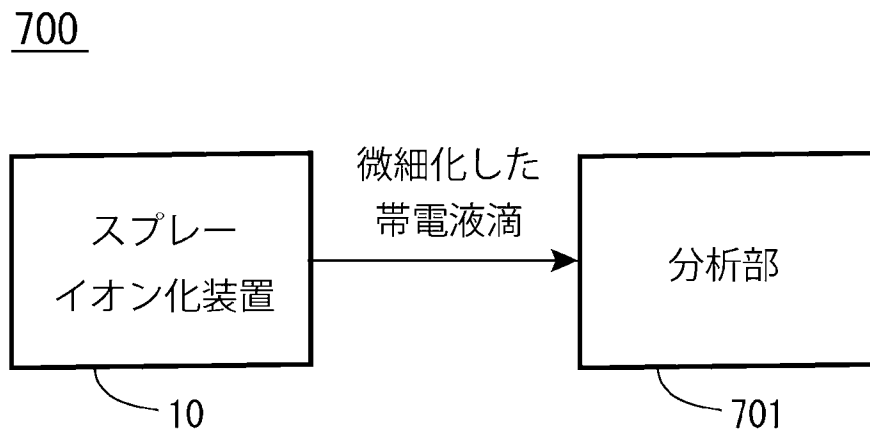 700
微細化した
帯電液滴
スプレー
イオン化装置
分析部
10
701